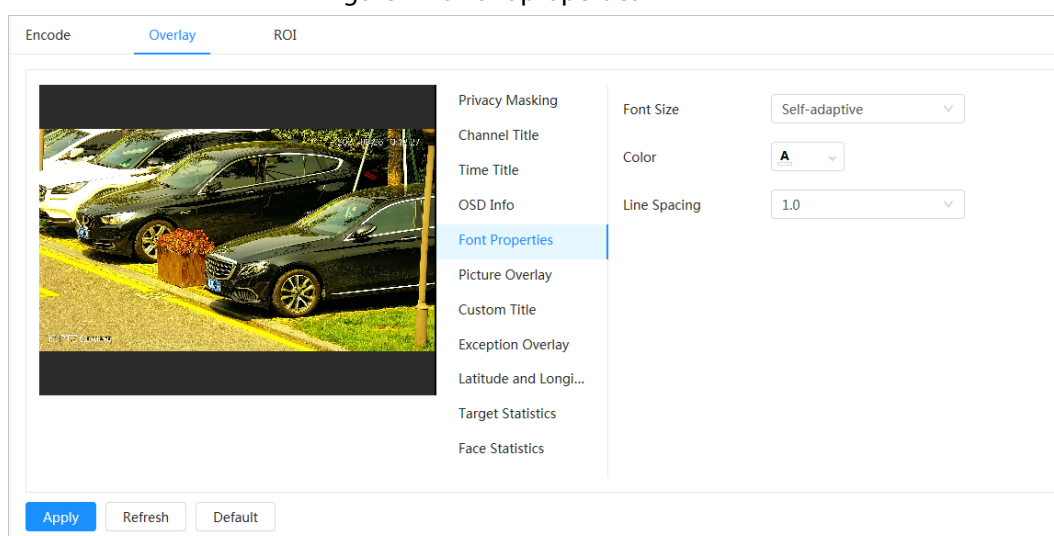 Encode Overlay ROI
Privacy Masking
Channel Title
Time Title
OSD Info
Font Properties
Picture Overlay
Custom Title
Exception Overlay
Latitude and Longi...
Target Statistics
Face Statistics
Font Size Self-adaptive
Color A
Line Spacing 1.0
Apply Refresh Default